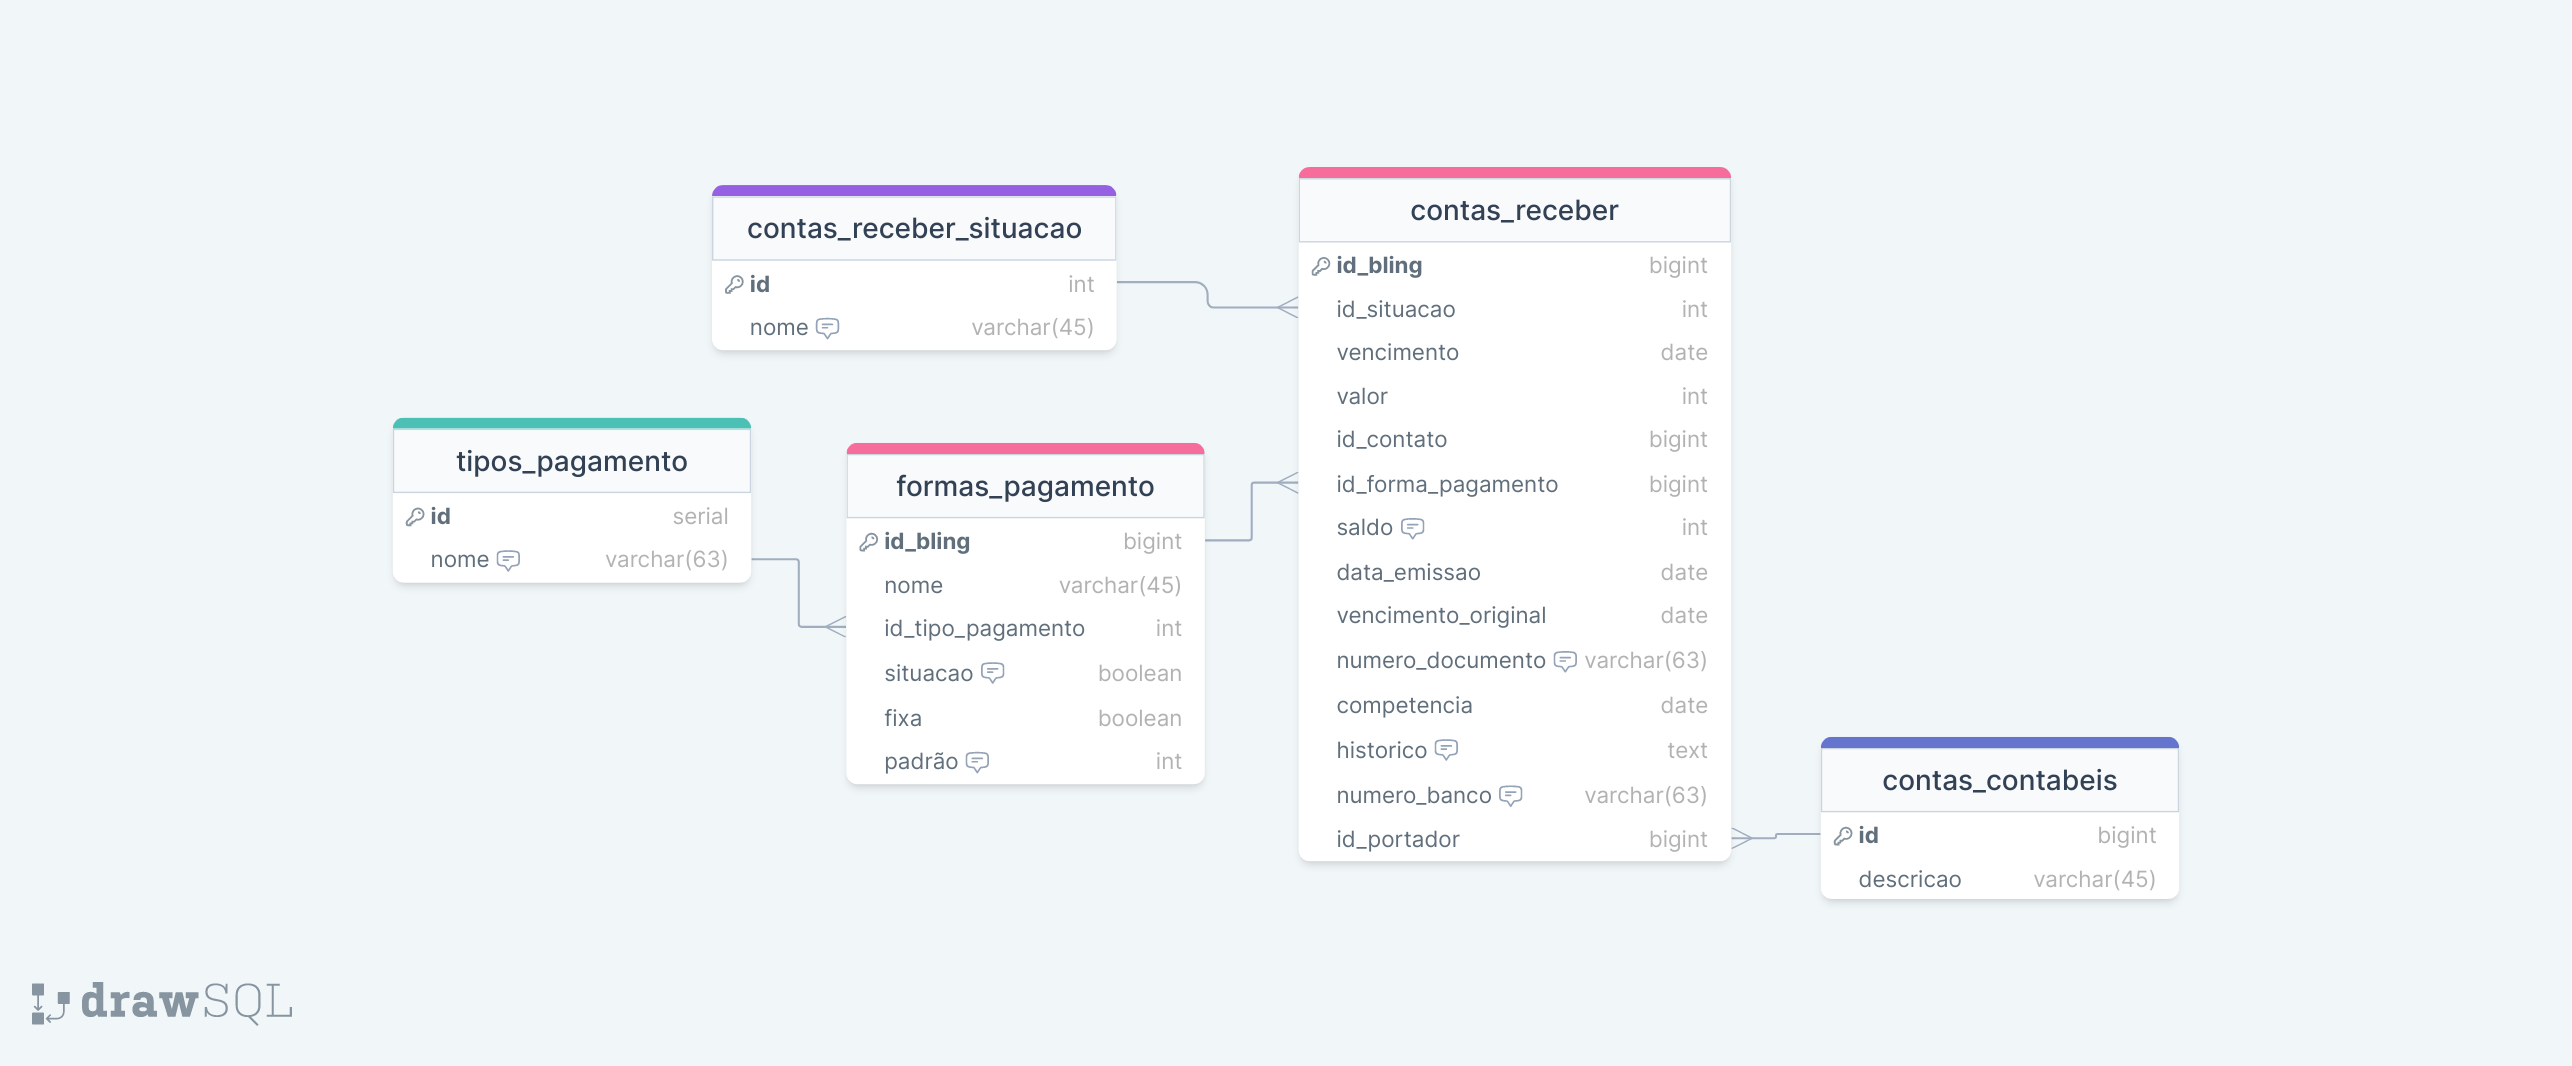 contas_receber_situacao
id int
nome varchar(45)
tipos_pagamento
id serial
nome varchar(63)
formas_pagamento
id_bling bigint
nome varchar(45)
id_tipo_pagamento int
situacao boolean
fixa boolean
padrão int
contas_receber
id_bling bigint
id_situacao int
vencimento date
valor int
id_contato bigint
id_forma_pagamento bigint
saldo int
data_emissao date
vencimento_original date
numero_documento varchar(63)
competencia date
historico text
numero_banco varchar(63)
id_portador bigint
contas_contabeis
id bigint
descricao varchar(45)
drawSQL